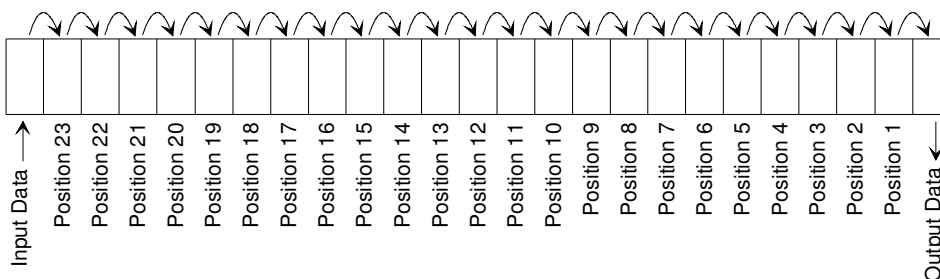 Input Data
Position 23
Position 22
Position 21
Position 20
Position 19
Position 18
Position 17
Position 16
Position 15
Position 14
Position 13
Position 12
Position 11
Position 10
Position 9
Position 8
Position 7
Position 6
Position 5
Position 4
Position 3
Position 2
Position 1
Output Data